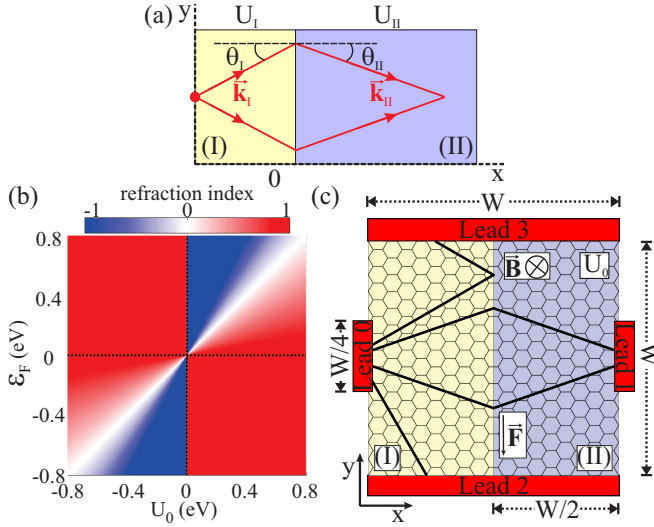 (a)
y
U_I
U_II
θ_I
θ_II
k_I
k_II
(I)
(II)
0
x
(b)
refraction index
-1
0
1
0.8
0.4
0
-0.4
-0.8
ε_F (eV)
-0.8
-0.4
0.0
0.4
0.8
U_0 (eV)
(c)
W
Lead 3
B
U_0
Lead 0
W/4
Lead 1
W
F
(I)
(II)
y
Lead 2
x
W/2